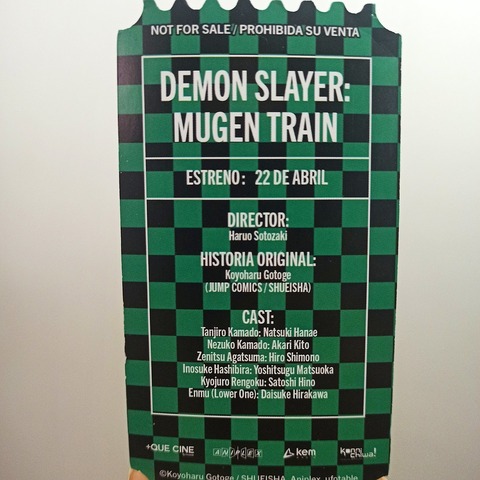 NOT FOR SALE / PROHIBIDA SU VENTA
DEMON SLAYER:
MUGEN TRAIN
ESTRENO: 22 DE ABRIL
DIRECTOR:
Haruo Sotozaki
HISTORIA ORIGINAL:
Koyoharu Gotoge
(JUMP COMICS / SHUEISHA)
CAST:
Tanjiro Kamado: Natsuki Hanae
Nezuko Kamado: Akari Kito
Zenitsu Agatsuma: Hiro Shimono
Inosuke Hashibira: Yoshitsugu Matsuoka
Kyojuro Rengoku: Satoshi Hino
Enmu (Lower One): Daisuke Hirakawa
+QUE CINE ANIPLEX kem konnichiwa!
©Koyoharu Gotoge / SHUEISHA, Aniplex, ufotable